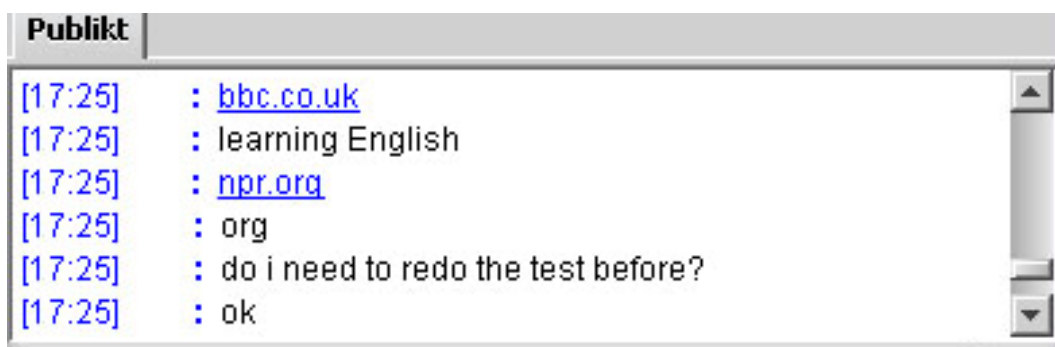 Publikt
[17:25] : bbc.co.uk
[17:25] : learning English
[17:25] : npr.orq
[17:25] : org
[17:25] : do i need to redo the test before?
[17:25] : ok